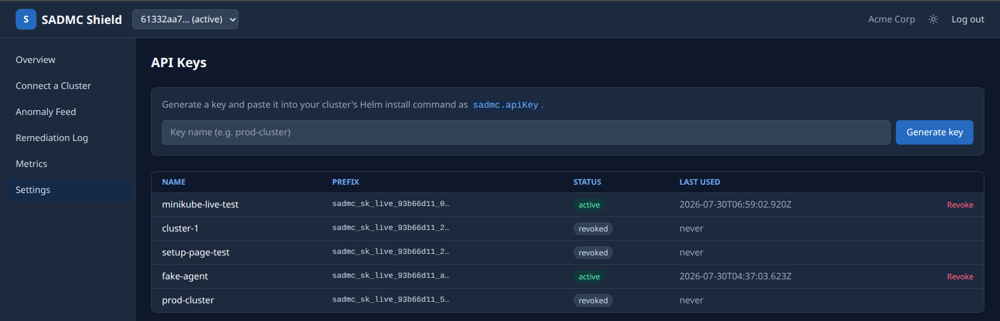 S SADMC Shield 61332aa7... (active) Acme Corp Log out
Overview
Connect a Cluster
Anomaly Feed
Remediation Log
Metrics
Settings
API Keys
Generate a key and paste it into your cluster's Helm install command as sadmc.apiKey.
Key name (e.g. prod-cluster) Generate key
NAME PREFIX STATUS LAST USED
minikube-live-test sadmc_sk_live_93b66d11_0… active 2026-07-30T06:59:02.920Z Revoke
cluster-1 sadmc_sk_live_93b66d11_2… revoked never
setup-page-test sadmc_sk_live_93b66d11_2… revoked never
fake-agent sadmc_sk_live_93b66d11_a… active 2026-07-30T04:37:03.623Z Revoke
prod-cluster sadmc_sk_live_93b66d11_5… revoked never